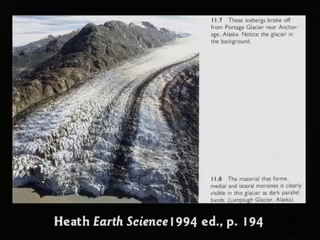 11.7 These icebergs broke off
from Portage Glacier near Anchor-
age, Alaska. Notice the glacier in
the background.
11.8 The material that forms
medial and lateral moraines is clearly
visible in this glacier as dark parallel
bands. (Lamplugh Glacier, Alaska)
Heath Earth Science1994 ed., p. 194